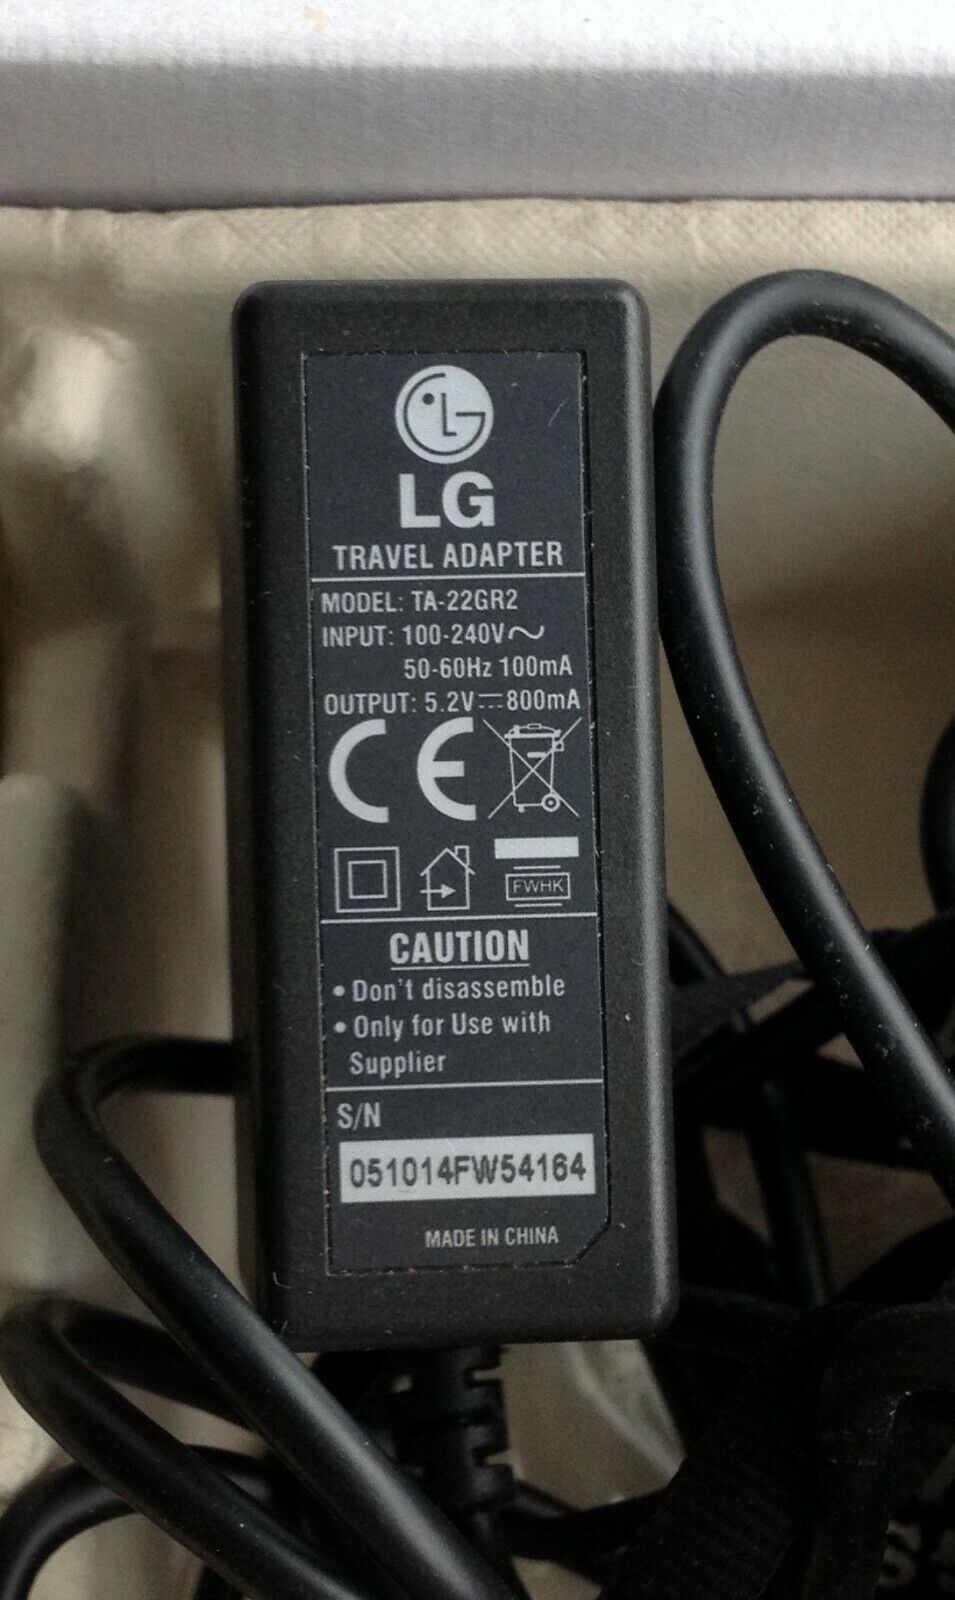 LG
TRAVEL ADAPTER
MODEL: TA-22GR2
INPUT: 100-240V~
50-60Hz 100mA
OUTPUT: 5.2V⎓800mA
CE
FWHK
CAUTION
• Don't disassemble
• Only for Use with
Supplier
S/N
051014FW54164
MADE IN CHINA